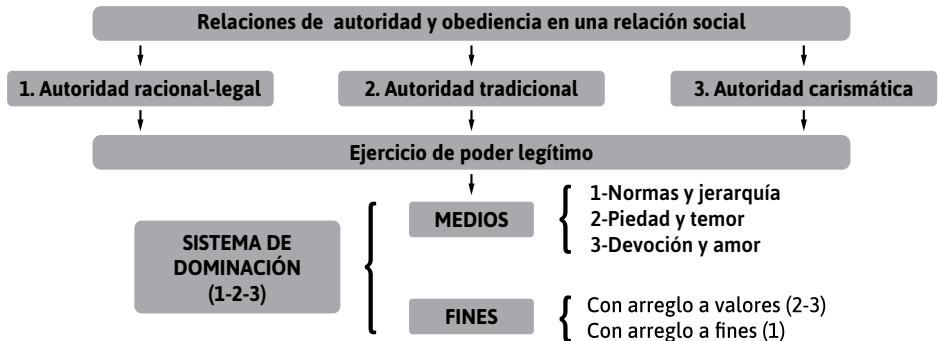 Relaciones de autoridad y obediencia en una relación social
1. Autoridad racional-legal
2. Autoridad tradicional
3. Autoridad carismática
Ejercicio de poder legítimo
SISTEMA DE
DOMINACIÓN
(1-2-3)
MEDIOS
1-Normas y jerarquía
2-Piedad y temor
3-Devoción y amor
FINES
Con arreglo a valores (2-3)
Con arreglo a fines (1)